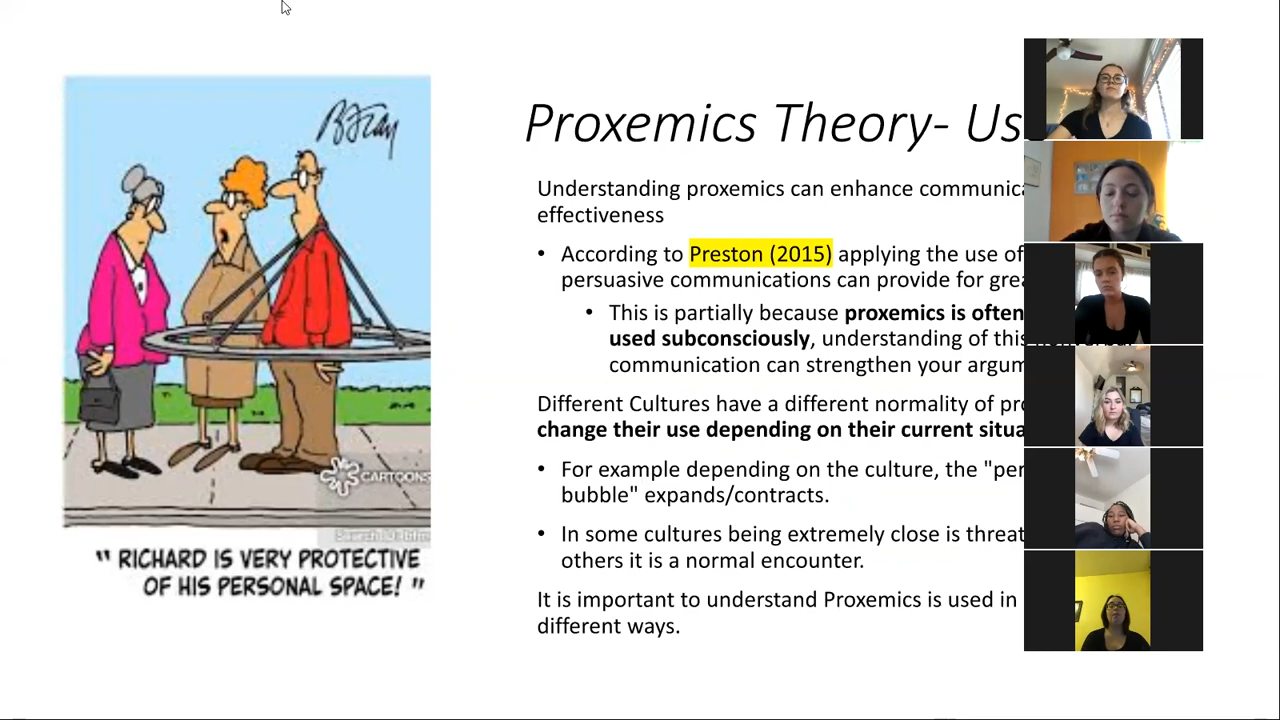 Proxemics Theory- Us
Understanding proxemics can enhance communica
effectiveness
• According to Preston (2015) applying the use of
persuasive communications can provide for grea
• This is partially because proxemics is often
used subconsciously, understanding of this
communication can strengthen your argum
Different Cultures have a different normality of pro
change their use depending on their current situa
• For example depending on the culture, the "per
bubble" expands/contracts.
• In some cultures being extremely close is threat
others it is a normal encounter.
It is important to understand Proxemics is used in
different ways.
CARTOONS
" RICHARD IS VERY PROTECTIVE
OF HIS PERSONAL SPACE! "